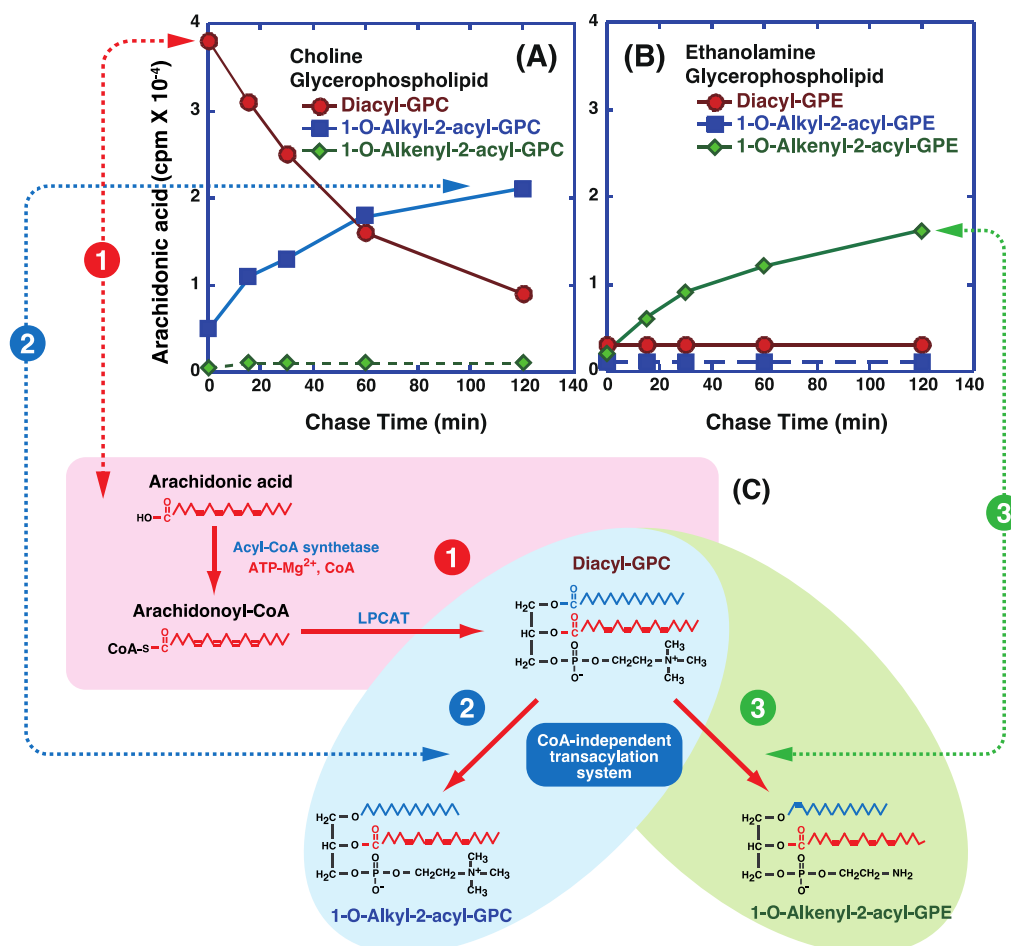 Arachidonic acid (cpm X 10-4)
4
3
2
1
0
(A)
Choline
Glycerophospholipid
Diacyl-GPC
1-O-Alkyl-2-acyl-GPC
1-O-Alkenyl-2-acyl-GPC
0 20 40 60 80 100 120 140
Chase Time (min)
4
3
2
1
0
(B)
Ethanolamine
Glycerophospholipid
Diacyl-GPE
1-O-Alkyl-2-acyl-GPE
1-O-Alkenyl-2-acyl-GPE
0 20 40 60 80 100 120 140
Chase Time (min)
1
2
3
(C)
Arachidonic acid
HO-C
O
Acyl-CoA synthetase
ATP-Mg2+, CoA
1
Arachidonoyl-CoA
CoA-S-C
O
LPCAT
Diacyl-GPC
O
H2C-O-C
O
CH-O-C
O
H2C-O-P-O-CH2CH2-N+-CH3
CH3
CH3
O-
2
3
CoA-independent
transacylation
system
H2C-O
O
CH-O-C
O
H2C-O-P-O-CH2CH2-N+-CH3
CH3
CH3
O-
1-O-Alkyl-2-acyl-GPC
H2C-O
O
CH-O-C
O
H2C-O-P-O-CH2CH2-NH2
O-
1-O-Alkenyl-2-acyl-GPE